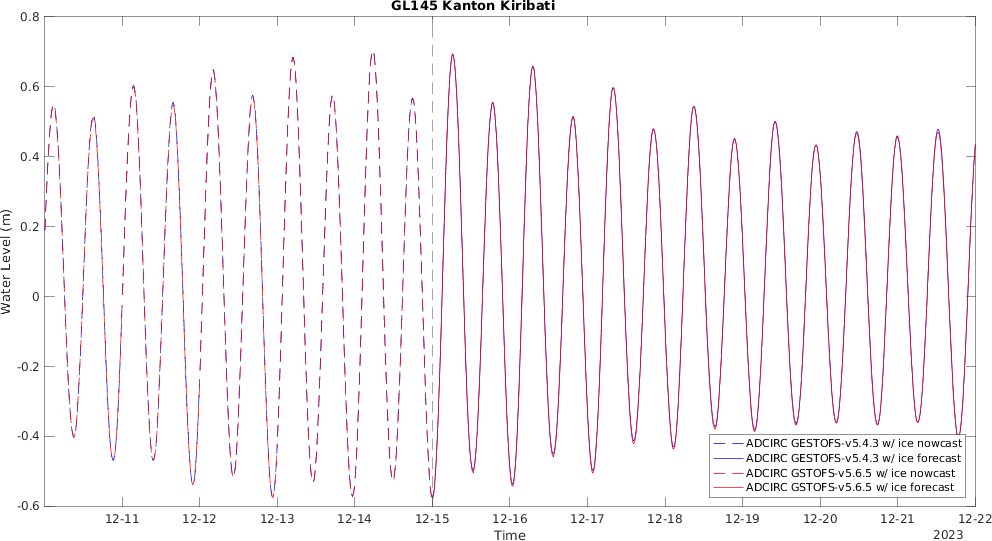 GL145 Kanton Kiribati
0.8
0.6
0.4
0.2
0
-0.2
-0.4
-0.6
Water Level (m)
ADCIRC GESTOFS-v5.4.3 w/ ice nowcast
ADCIRC GESTOFS-v5.4.3 w/ ice forecast
ADCIRC GSTOFS-v5.6.5 w/ ice nowcast
ADCIRC GSTOFS-v5.6.5 w/ ice forecast
12-11 12-12 12-13 12-14 12-15 12-16 12-17 12-18 12-19 12-20 12-21 12-22
Time
2023